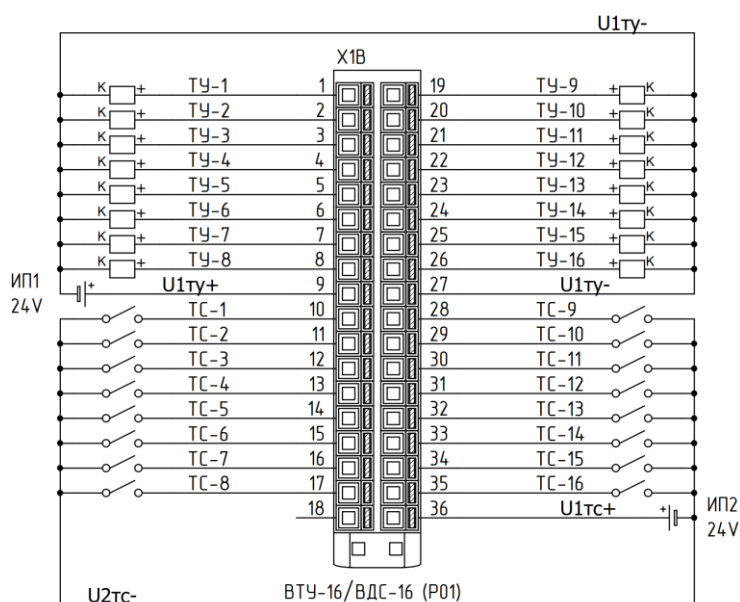 U1ту-
X1B
К + ТУ-1 1 19 ТУ-9 + К
К + ТУ-2 2 20 ТУ-10 + К
К + ТУ-3 3 21 ТУ-11 + К
К + ТУ-4 4 22 ТУ-12 + К
К + ТУ-5 5 23 ТУ-13 + К
К + ТУ-6 6 24 ТУ-14 + К
К + ТУ-7 7 25 ТУ-15 + К
К + ТУ-8 8 26 ТУ-16 + К
ИП1 + U1ту+ 9 27 U1ту-
24V ТС-1 10 28 ТС-9
ТС-2 11 29 ТС-10
ТС-3 12 30 ТС-11
ТС-4 13 31 ТС-12
ТС-5 14 32 ТС-13
ТС-6 15 33 ТС-14
ТС-7 16 34 ТС-15
ТС-8 17 35 ТС-16
18 36 U1тс+ + ИП2
24V
U2тс-
ВТУ-16/ВДС-16 (Р01)